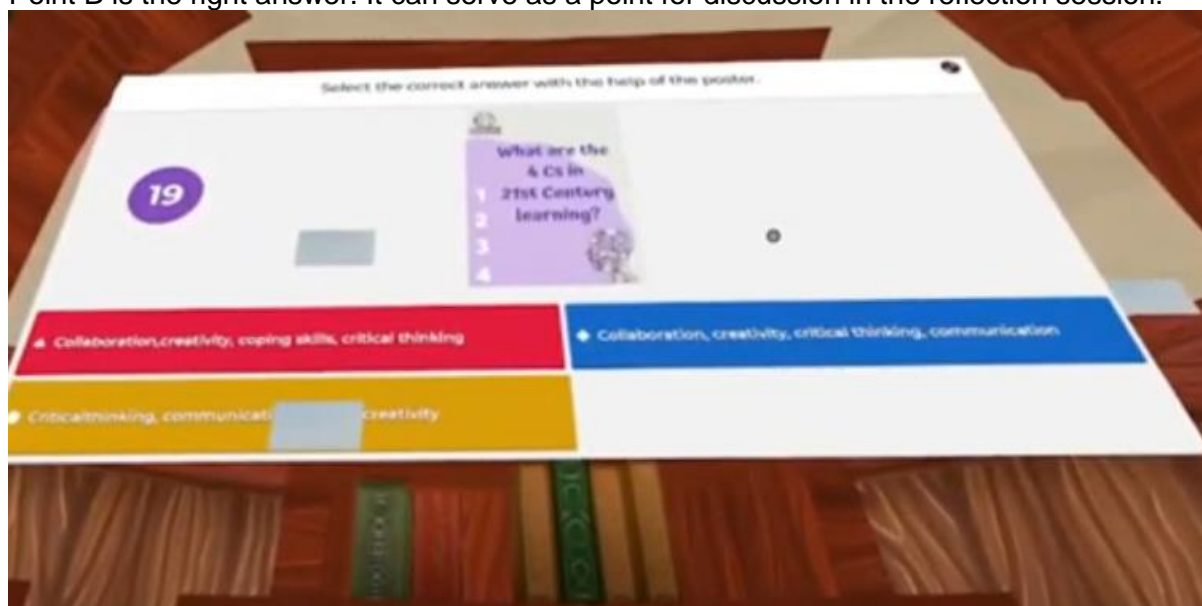 Point B is the right answer. It can serve as a point for discussion in the reflection session.
Select the correct answer with the help of the poster.
19
What are the
4 Cs in
21st Century
learning?
1
2
3
4
Collaboration,creativity, coping skills, critical thinking
Collaboration, creativity, critical thinking, communication
Criticalthinking, communicati
creativity